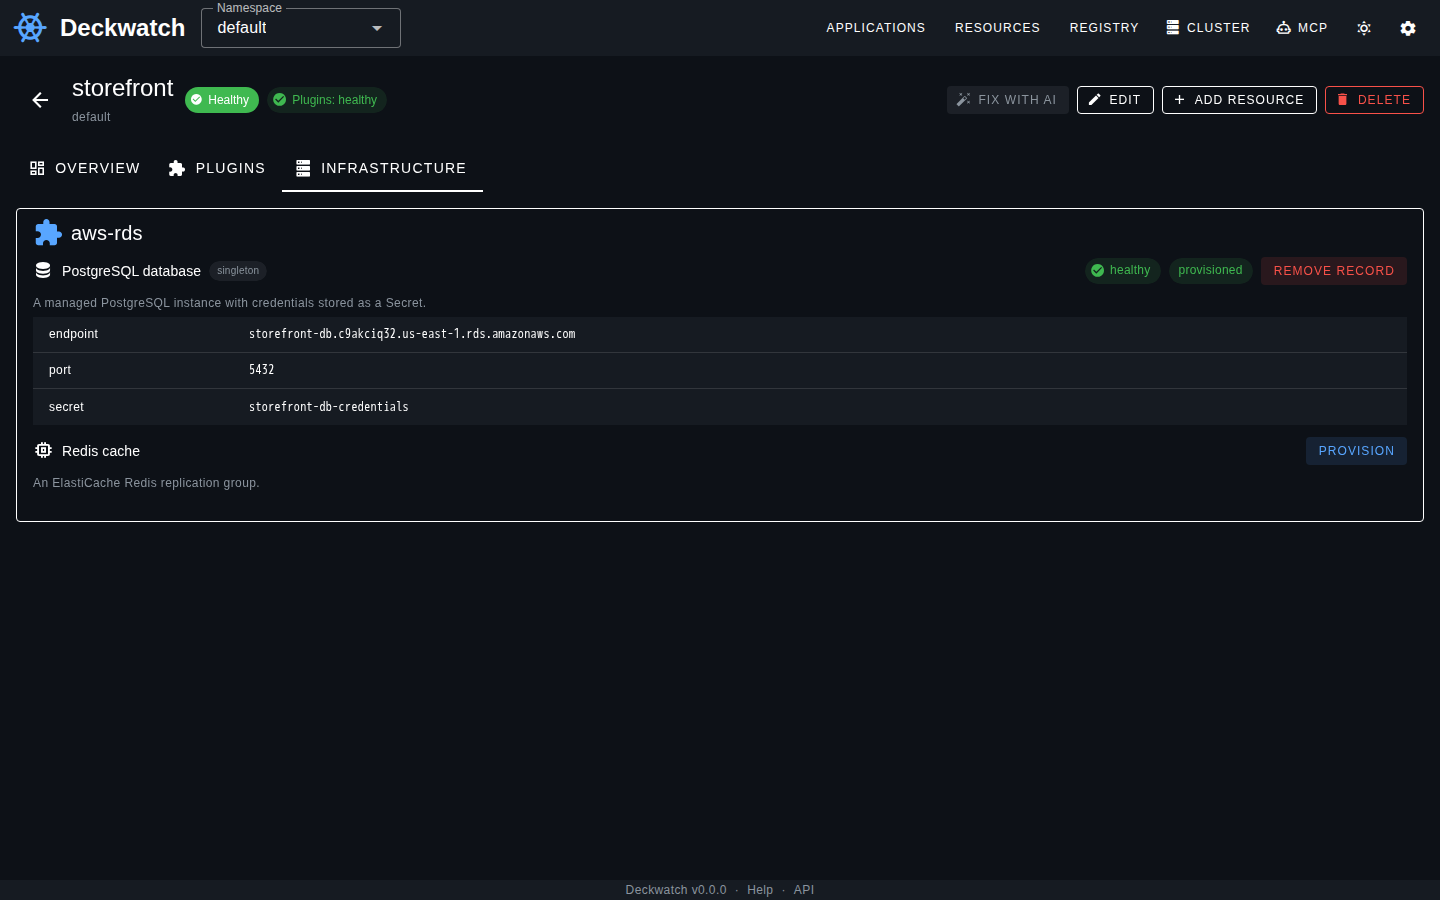 Deckwatch
Namespace
default
APPLICATIONS
RESOURCES
REGISTRY
CLUSTER
MCP
storefront
default
Healthy
Plugins: healthy
FIX WITH AI
EDIT
ADD RESOURCE
DELETE
OVERVIEW
PLUGINS
INFRASTRUCTURE
aws-rds
PostgreSQL database
singleton
healthy
provisioned
REMOVE RECORD
A managed PostgreSQL instance with credentials stored as a Secret.
endpoint storefront-db.c9akciq32.us-east-1.rds.amazonaws.com
port 5432
secret storefront-db-credentials
Redis cache
PROVISION
An ElastiCache Redis replication group.
Deckwatch v0.0.0 · Help · API